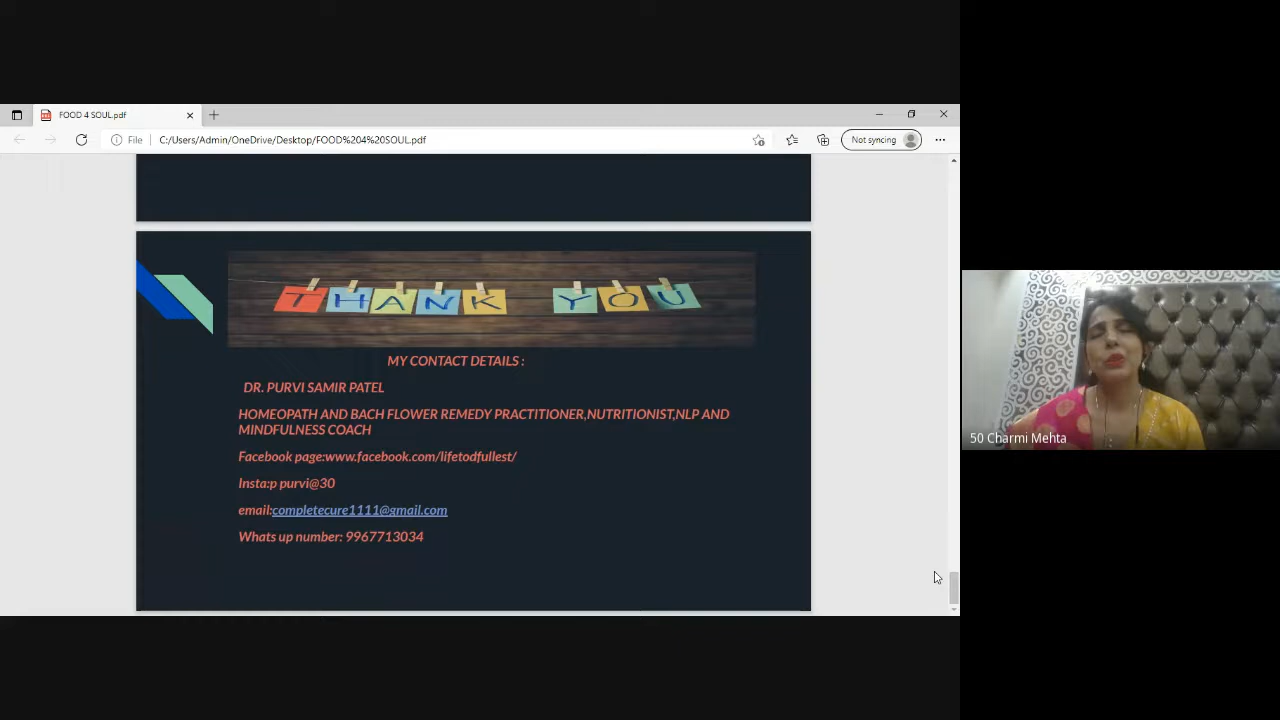 FOOD 4 SOUL.pdf
File C:/Users/Admin/OneDrive/Desktop/FOOD%204%20SOUL.pdf Not syncing
THANK YOU
MY CONTACT DETAILS :
DR. PURVI SAMIR PATEL
HOMEOPATH AND BACH FLOWER REMEDY PRACTITIONER,NUTRITIONIST,NLP AND
MINDFULNESS COACH
Facebook page:www.facebook.com/lifetodfullest/
Insta:p purvi@30
email:completecure1111@gmail.com
Whats up number: 9967713034
50 Charmi Mehta